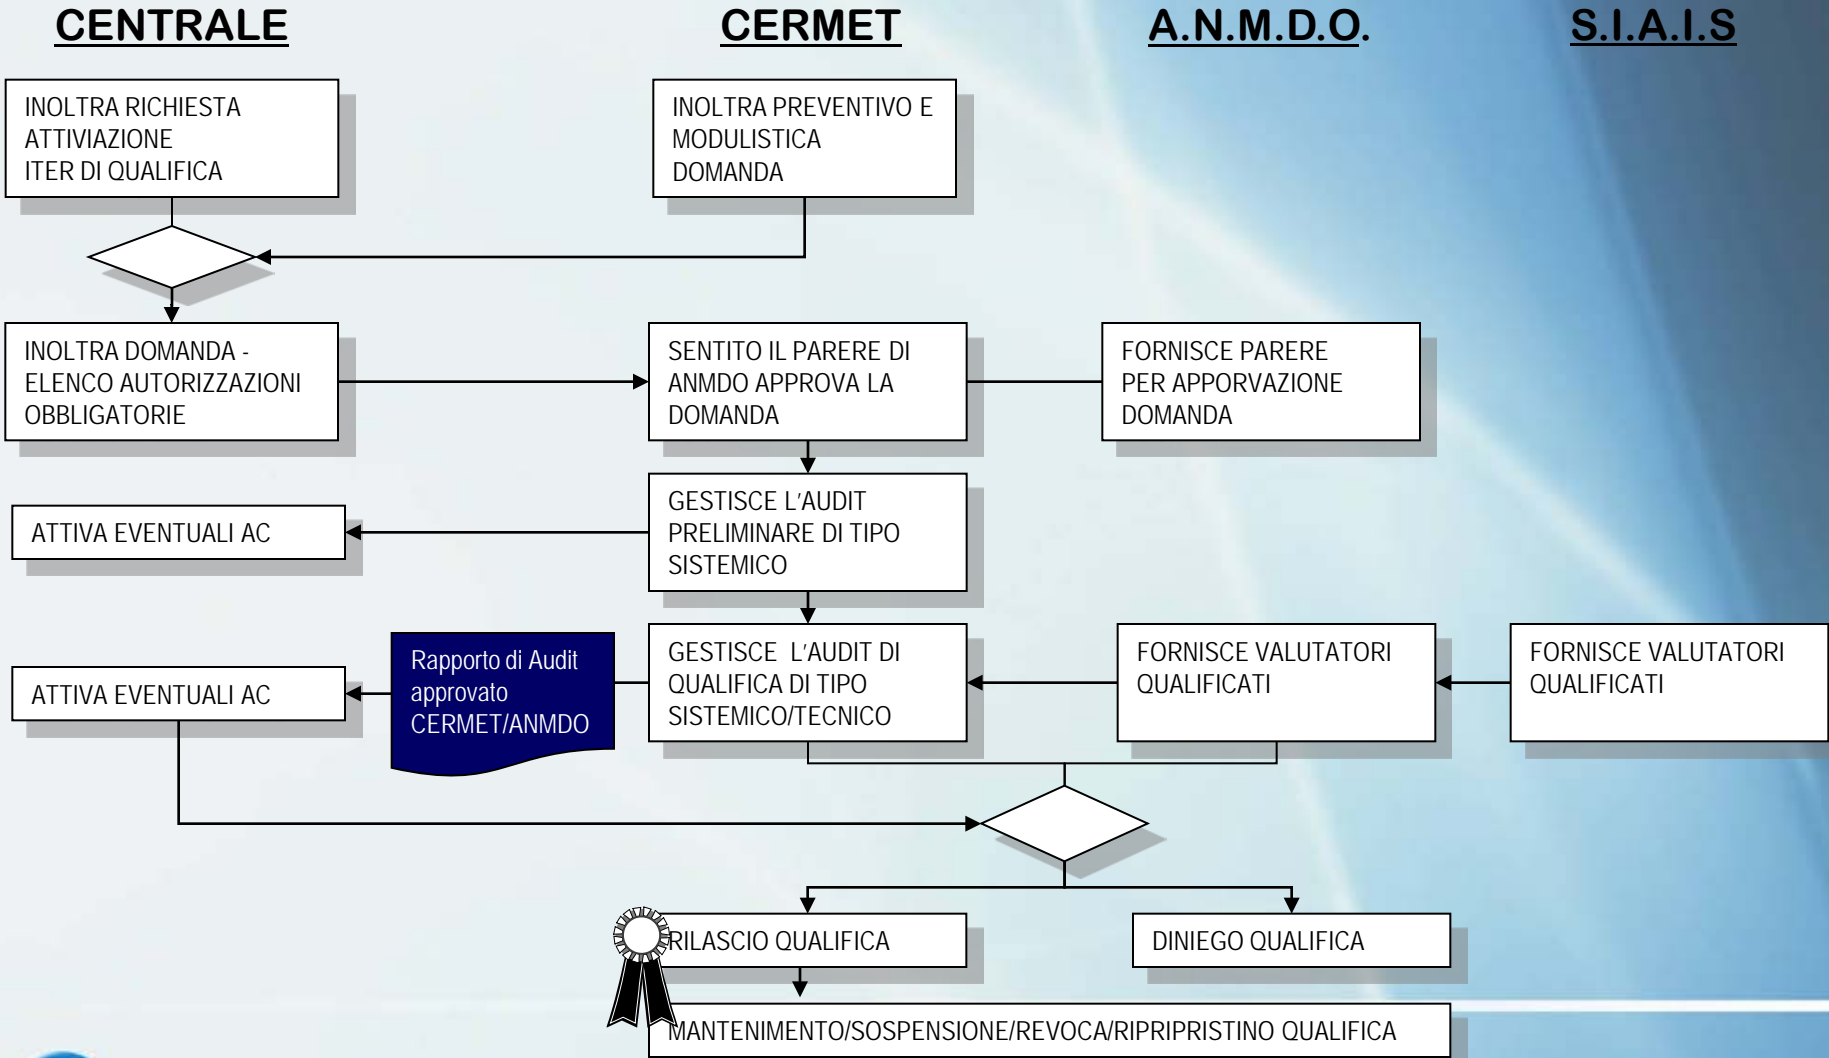 CENTRALE
CERMET
A.N.M.D.O.
S.I.A.I.S
INOLTRA RICHIESTA
ATTIVIAZIONE
ITER DI QUALIFICA
INOLTRA PREVENTIVO E
MODULISTICA
DOMANDA
INOLTRA DOMANDA -
ELENCO AUTORIZZAZIONI
OBBLIGATORIE
SENTITO IL PARERE DI
ANMDO APPROVA LA
DOMANDA
FORNISCE PARERE
PER APPORVAZIONE
DOMANDA
ATTIVA EVENTUALI AC
GESTISCE L'AUDIT
PRELIMINARE DI TIPO
SISTEMICO
ATTIVA EVENTUALI AC
Rapporto di Audit
approvato
CERMET/ANMDO
GESTISCE L'AUDIT DI
QUALIFICA DI TIPO
SISTEMICO/TECNICO
FORNISCE VALUTATORI
QUALIFICATI
FORNISCE VALUTATORI
QUALIFICATI
RILASCIO QUALIFICA
DINIEGO QUALIFICA
MANTENIMENTO/SOSPENSIONE/REVOCA/RIPRIPRISTINO QUALIFICA